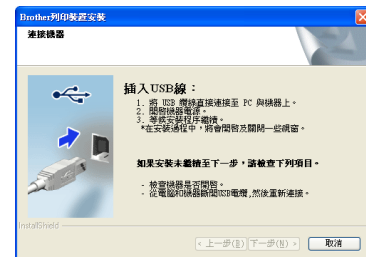 Brother列印裝置安裝
連接機器
插入USB線：
1. 將 USB 纜線直接連接至 PC 與機器上。
2. 開啓機器電源。
3. 等候安裝程序繼續。
*在安裝過程中，將會開啓及關閉一些視窗。
如果安裝未繼續至下一步，請檢查下列項目。
- 檢查機器是否開啓。
- 從電腦和機器斷開USB電纜,然後重新連接。
InstallShield
< 上一步(B) 下一步(N) > 取消